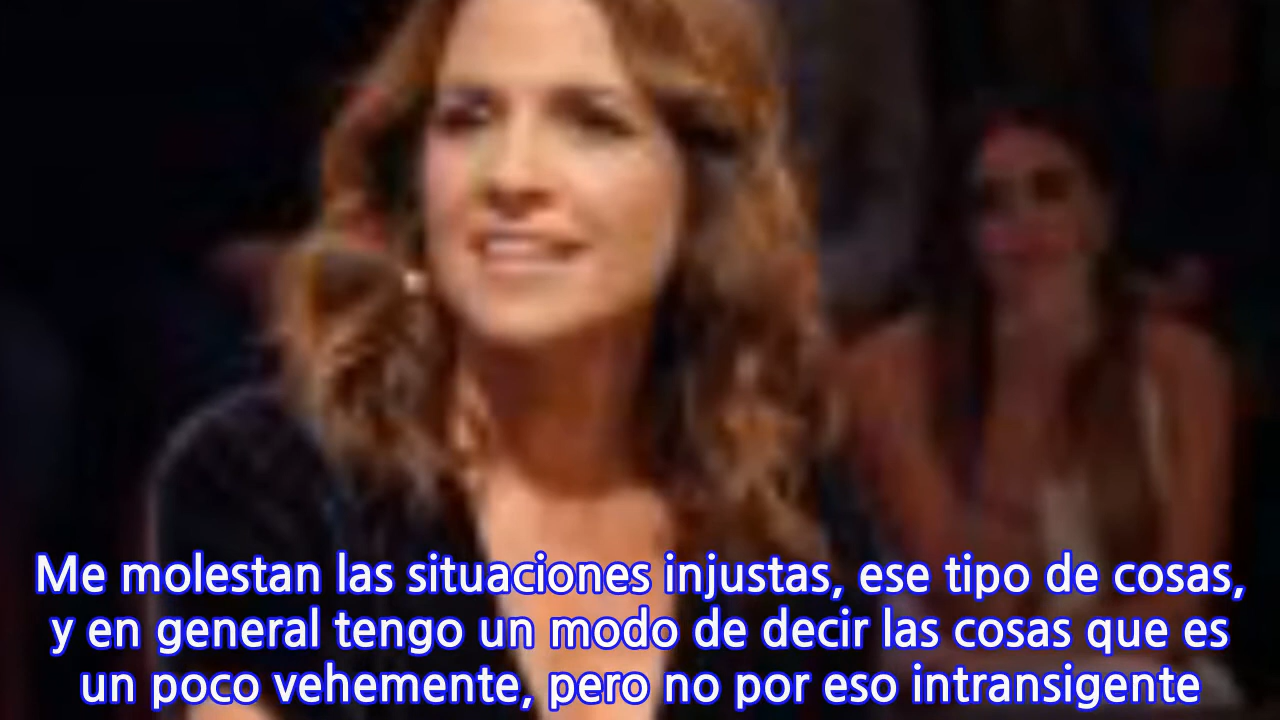 Me molestan las situaciones injustas, ese tipo de cosas,
y en general tengo un modo de decir las cosas que es
un poco vehemente, pero no por eso intransigente